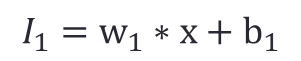 I₁ = w₁ * x + b₁